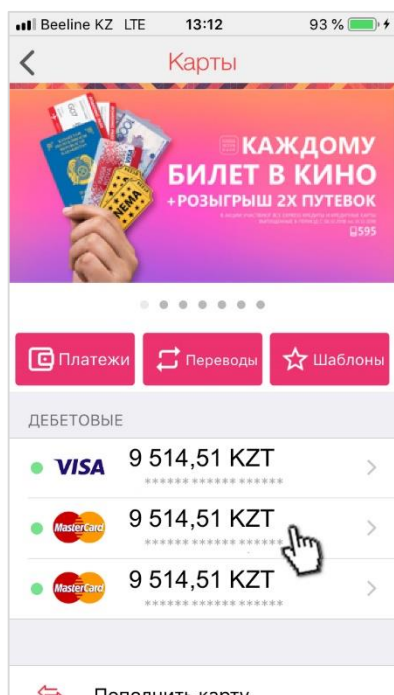 Beeline KZ LTE 13:12 93 %
Карты
КАЖДОМУ
БИЛЕТ В КИНО
+РОЗЫГРЫШ 2X ПУТЕВОК
595
Платежи Переводы Шаблоны
ДЕБЕТОВЫЕ
VISA 9 514,51 KZT
****** ****** ******
MasterCard 9 514,51 KZT
****** ****** ******
MasterCard 9 514,51 KZT
****** ****** ******
Пополнить карту